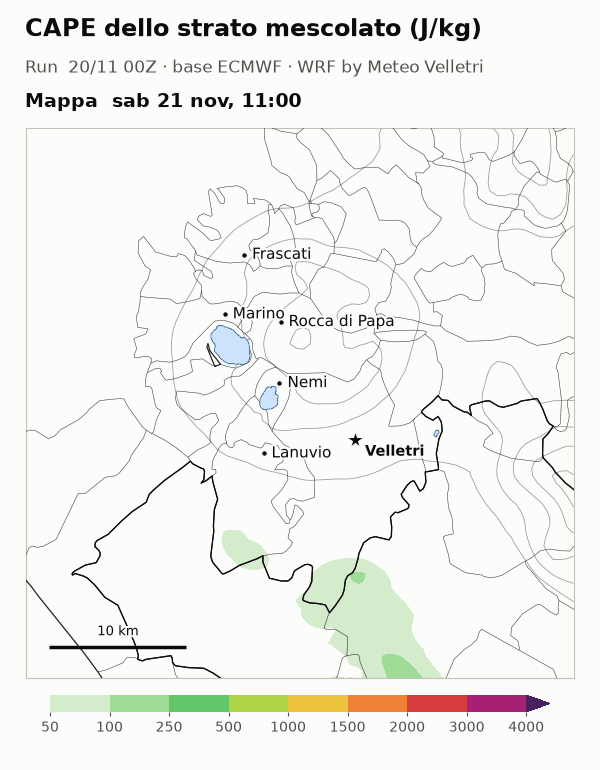 CAPE dello strato mescolato (J/kg)
Run  20/11 00Z · base ECMWF · WRF by Meteo Velletri
Mappa  sab 21 nov, 11:00
Frascati
Marino
Rocca di Papa
Nemi
Velletri
Lanuvio
10 km
50 100 250 500 1000 1500 2000 3000 4000